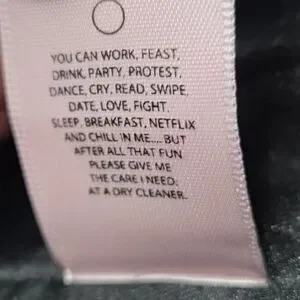 YOU CAN WORK, FEAST,
DRINK, PARTY, PROTEST,
DANCE, CRY, READ, SWIPE,
DATE, LOVE, FIGHT,
SLEEP, BREAKFAST, NETFLIX
AND CHILL IN ME.... BUT
AFTER ALL THAT FUN
PLEASE GIVE ME
THE CARE I NEED:
AT A DRY CLEANER.